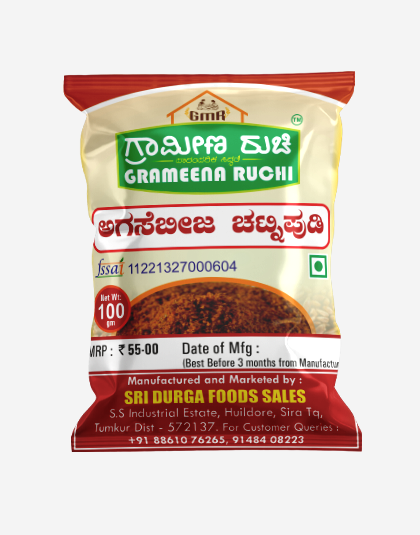 GMR
ಗ್ರಾಮೀಣ ರುಚಿ
TM
GRAMEENA RUCHI
ಅಗಸೆಬೀಜ ಚಟ್ನಿಪುಡಿ
fssai 11221327000604
Net Wt:
100
gm
MRP : ₹ 55-00 Date of Mfg :
(Best Before 3 months from Manufactur
Manufactured and Marketed by :
SRI DURGA FOODS SALES
S.S Industrial Estate, Huildore, Sira Tq,
Tumkur Dist - 572137. For Customer Queries :
+91 88610 76265, 91484 08223